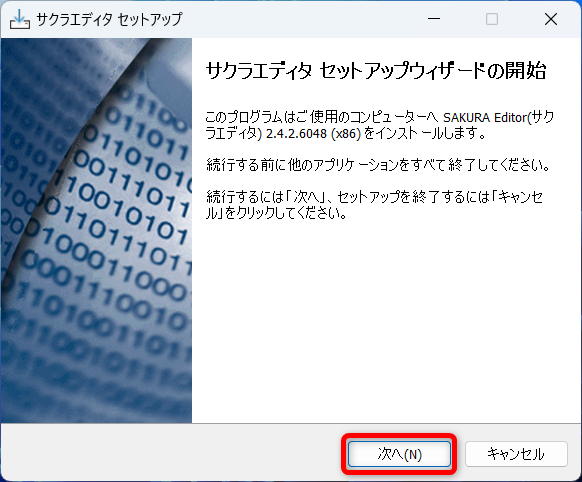 サクラエディタ セットアップ
サクラエディタ セットアップウィザードの開始
このプログラムはご使用のコンピューターへ SAKURA Editor(サク
ラエディタ) 2.4.2.6048 (x86) をインストールします。
続行する前に他のアプリケーションをすべて終了してください。
続行するには「次へ」、セットアップを終了するには「キャンセ
ル」をクリックしてください。
次へ(N)
キャンセル